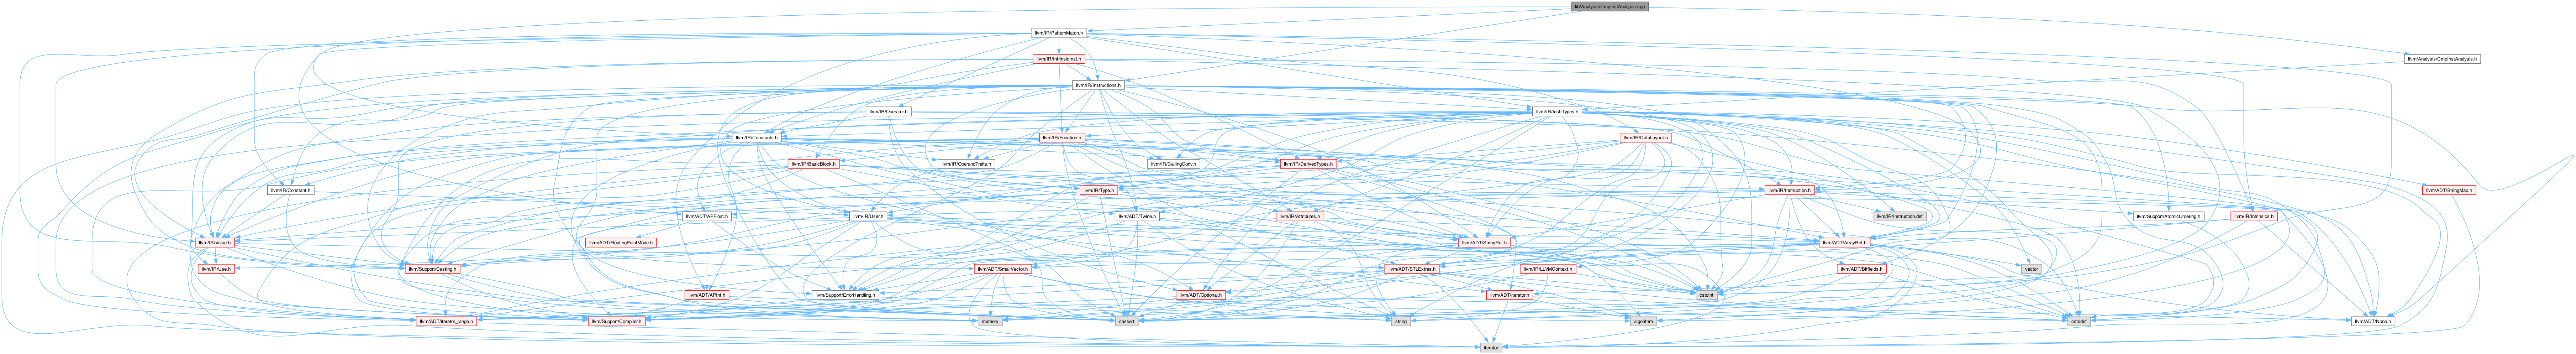 lib/Analysis/CmpInstAnalysis.cpp
llvm/IR/PatternMatch.h
llvm/IR/IntrinsicInst.h
llvm/Analysis/CmpInstAnalysis.h
llvm/IR/Instructions.h
llvm/IR/Operator.h
llvm/IR/InstrTypes.h
llvm/IR/Constants.h
llvm/IR/Function.h
llvm/IR/DataLayout.h
llvm/IR/BasicBlock.h
llvm/IR/OperandTraits.h
llvm/IR/CallingConv.h
llvm/IR/DerivedTypes.h
llvm/IR/Constant.h
llvm/IR/Type.h
llvm/IR/Instruction.h
llvm/ADT/StringMap.h
llvm/ADT/APFloat.h
llvm/IR/User.h
llvm/ADT/Twine.h
llvm/IR/Attributes.h
llvm/IR/Instruction.def
llvm/Support/AtomicOrdering.h
llvm/IR/Intrinsics.h
llvm/IR/Value.h
llvm/ADT/FloatingPointMode.h
llvm/ADT/StringRef.h
llvm/ADT/ArrayRef.h
llvm/IR/Use.h
llvm/Support/Casting.h
llvm/ADT/SmallVector.h
llvm/ADT/STLExtras.h
llvm/IR/LLVMContext.h
llvm/ADT/Bitfields.h
vector
llvm/ADT/APInt.h
llvm/Support/ErrorHandling.h
llvm/ADT/Optional.h
llvm/ADT/iterator.h
cstdint
llvm/ADT/iterator_range.h
llvm/Support/Compiler.h
memory
cassert
string
algorithm
cstddef
llvm/ADT/None.h
iterator